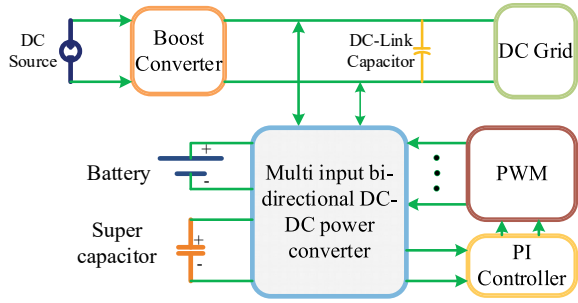 DC
Source
Boost
Converter
DC-Link
Capacitor
DC Grid
Battery
+
-
Super
capacitor
+
-
Multi input bi-
directional DC-
DC power
converter
PWM
PI
Controller